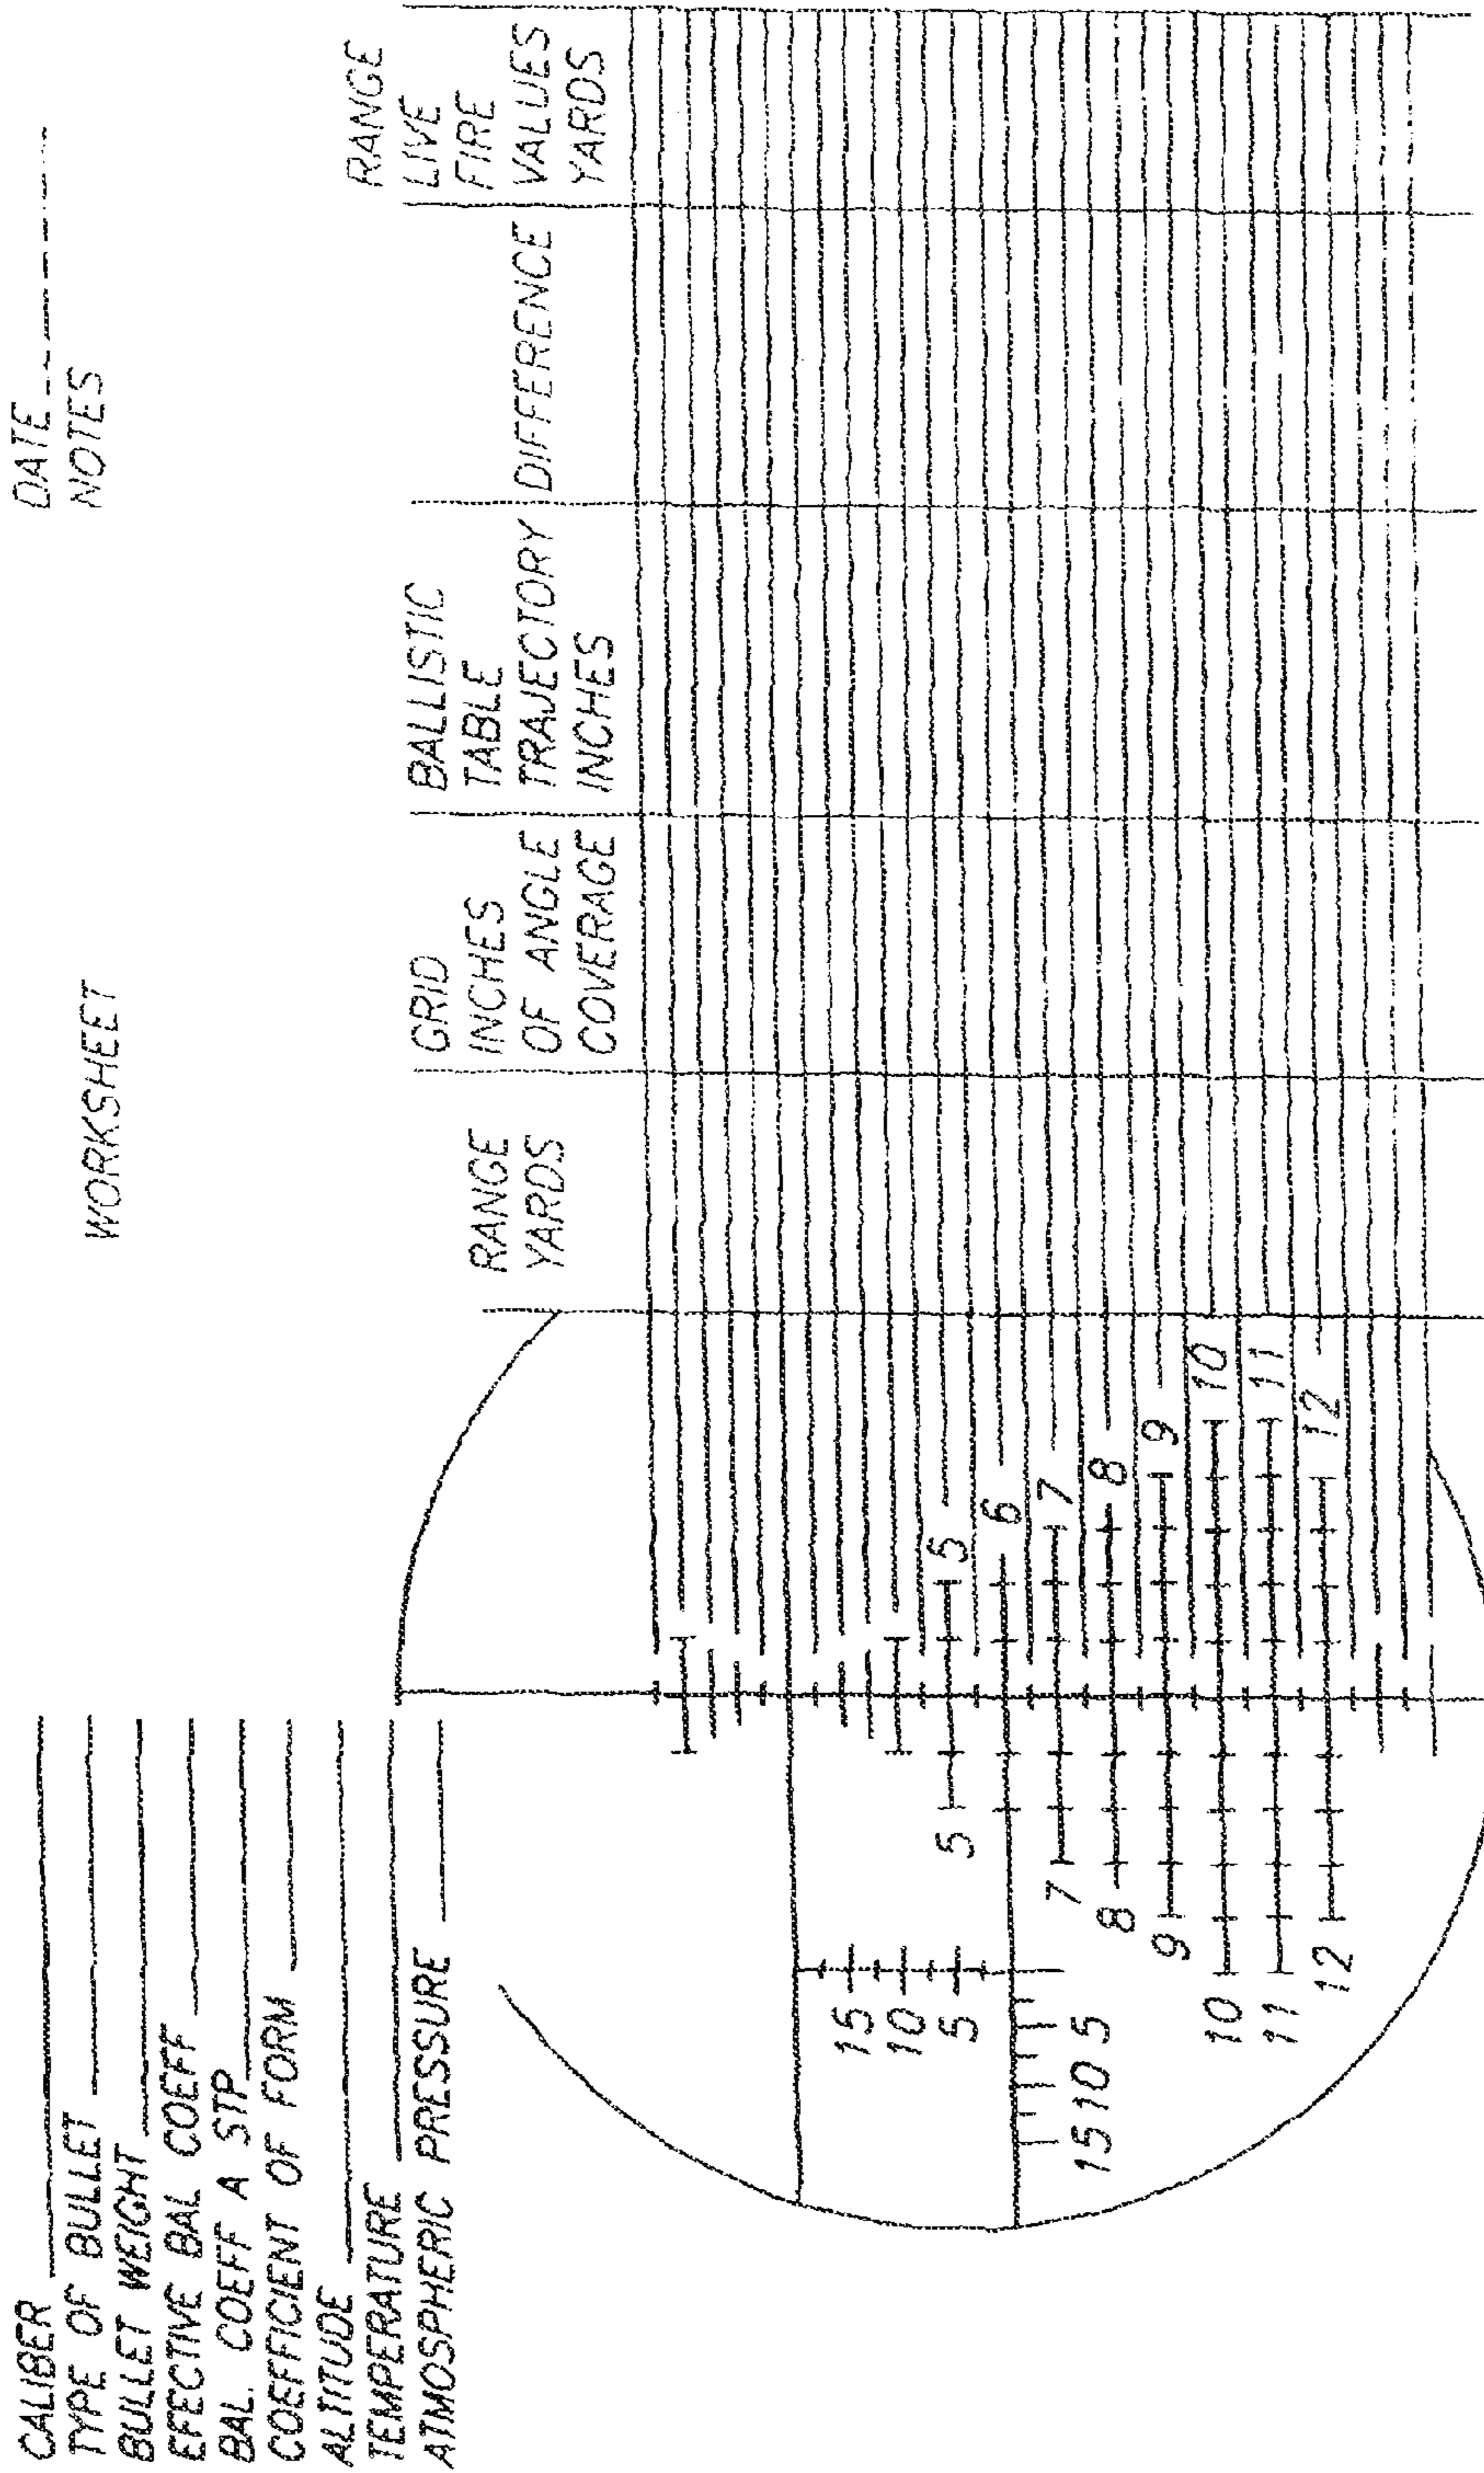 CALIBER
TYPE OF BULLET
BULLET WEIGHT
EFECTIVE BAL COEFF
BAL. COEFF A STP
COEFFICIENT OF FORM
ALTITUDE
TEMPERATURE
ATMOSPHERIC PRESSURE
WORKSHEET
DATE
NOTES
RANGE
YARDS
GRID
INCHES
OF ANGLE
COVERAGE
BALLISTIC
TABLE
TRAJECTORY
INCHES
DIFFERENCE
RANGE
LIVE
FIRE
VALUES
YARDS
15
10
5
15 10 5
5 5
6
7 7
8 8
9 9
10 10
11 11
12 12